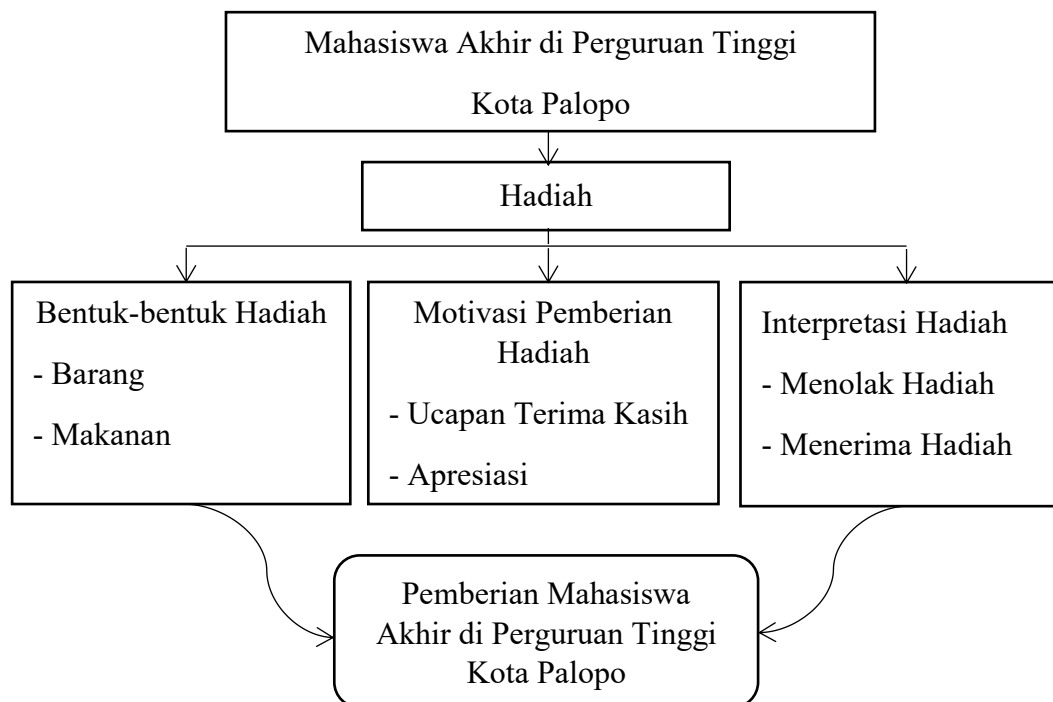 Mahasiswa Akhir di Perguruan Tinggi
Kota Palopo
Hadiah
Bentuk-bentuk Hadiah
- Barang
- Makanan
Motivasi Pemberian
Hadiah
- Ucapan Terima Kasih
- Apresiasi
Interpretasi Hadiah
- Menolak Hadiah
- Menerima Hadiah
Pemberian Mahasiswa
Akhir di Perguruan Tinggi
Kota Palopo